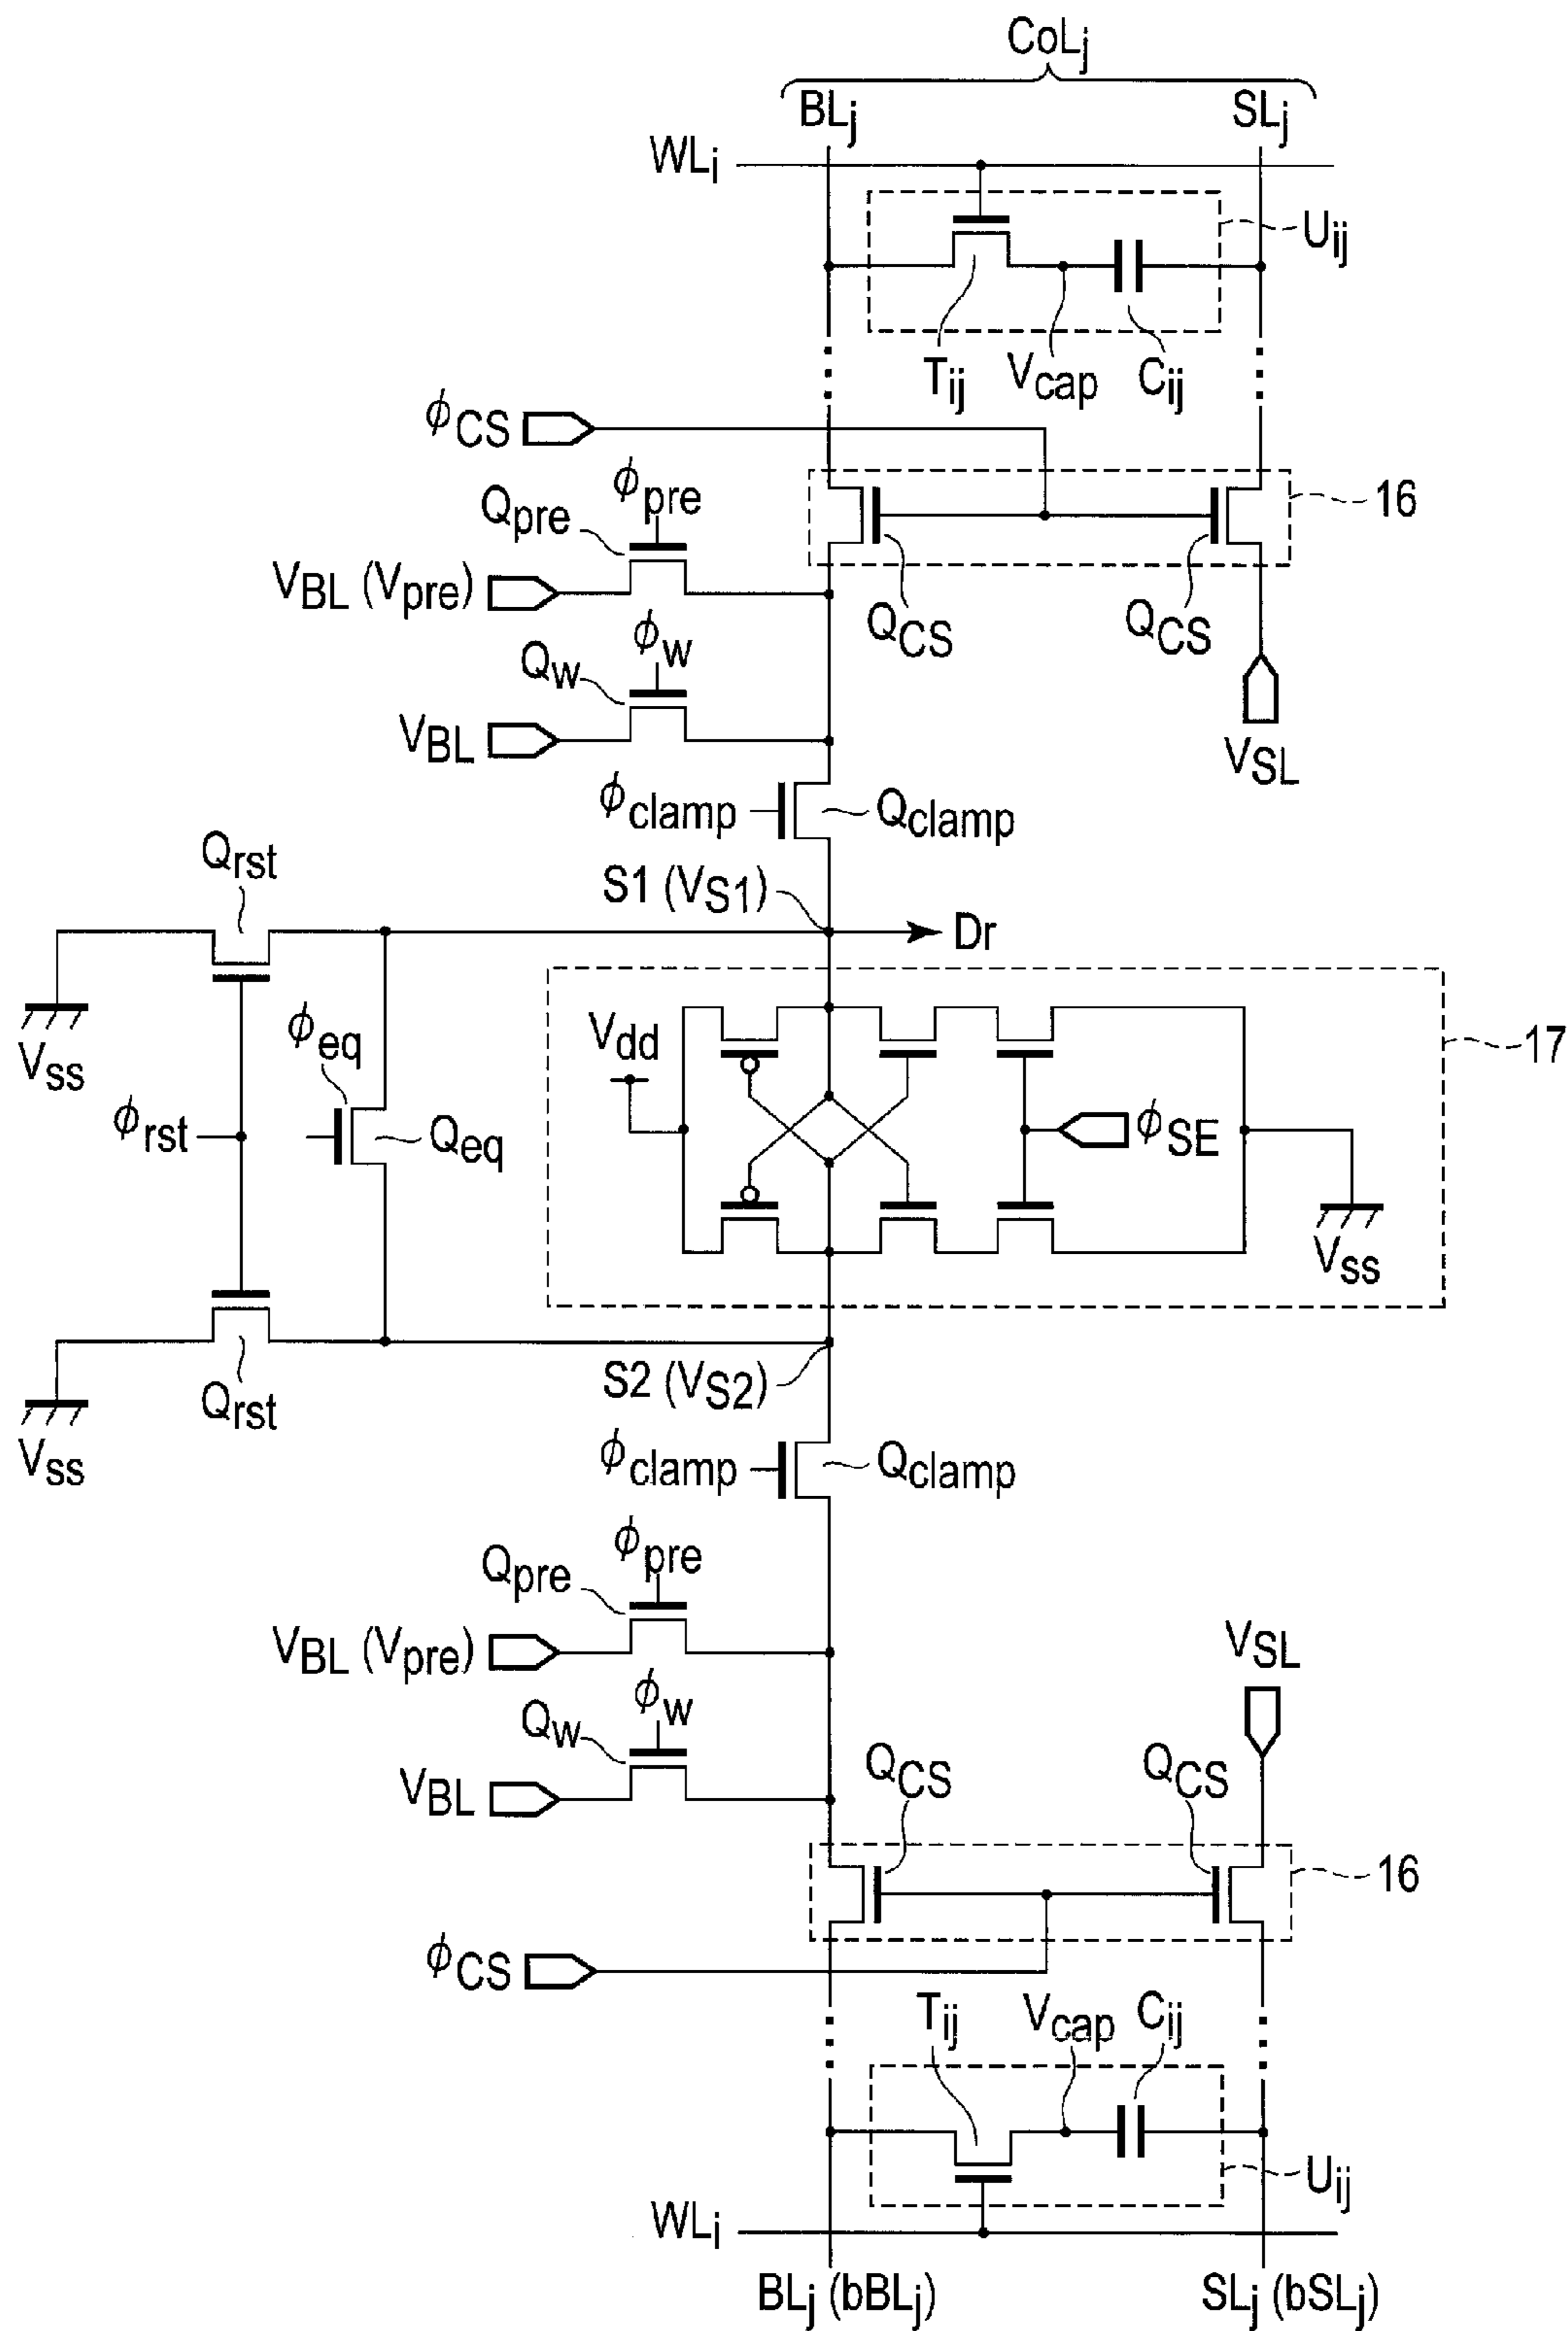 CoLj
BLj
SLj
WLi
Uij
Tij
Vcap
Cij
ϕCS
ϕpre
Qpre
16
VBL (Vpre)
QCS
QCS
ϕw
Qw
VBL
VSL
ϕclamp
Qclamp
Qrst
S1 (VS1)
Dr
Vss
ϕeq
Vdd
17
ϕrst
Qeq
ϕSE
Vss
Qrst
S2 (VS2)
Vss
ϕclamp
Qclamp
ϕpre
Qpre
VBL (Vpre)
VSL
ϕw
Qw
VBL
QCS
QCS
16
ϕCS
Tij
Vcap
Cij
Uij
WLi
BLj (bBLj)
SLj (bSLj)